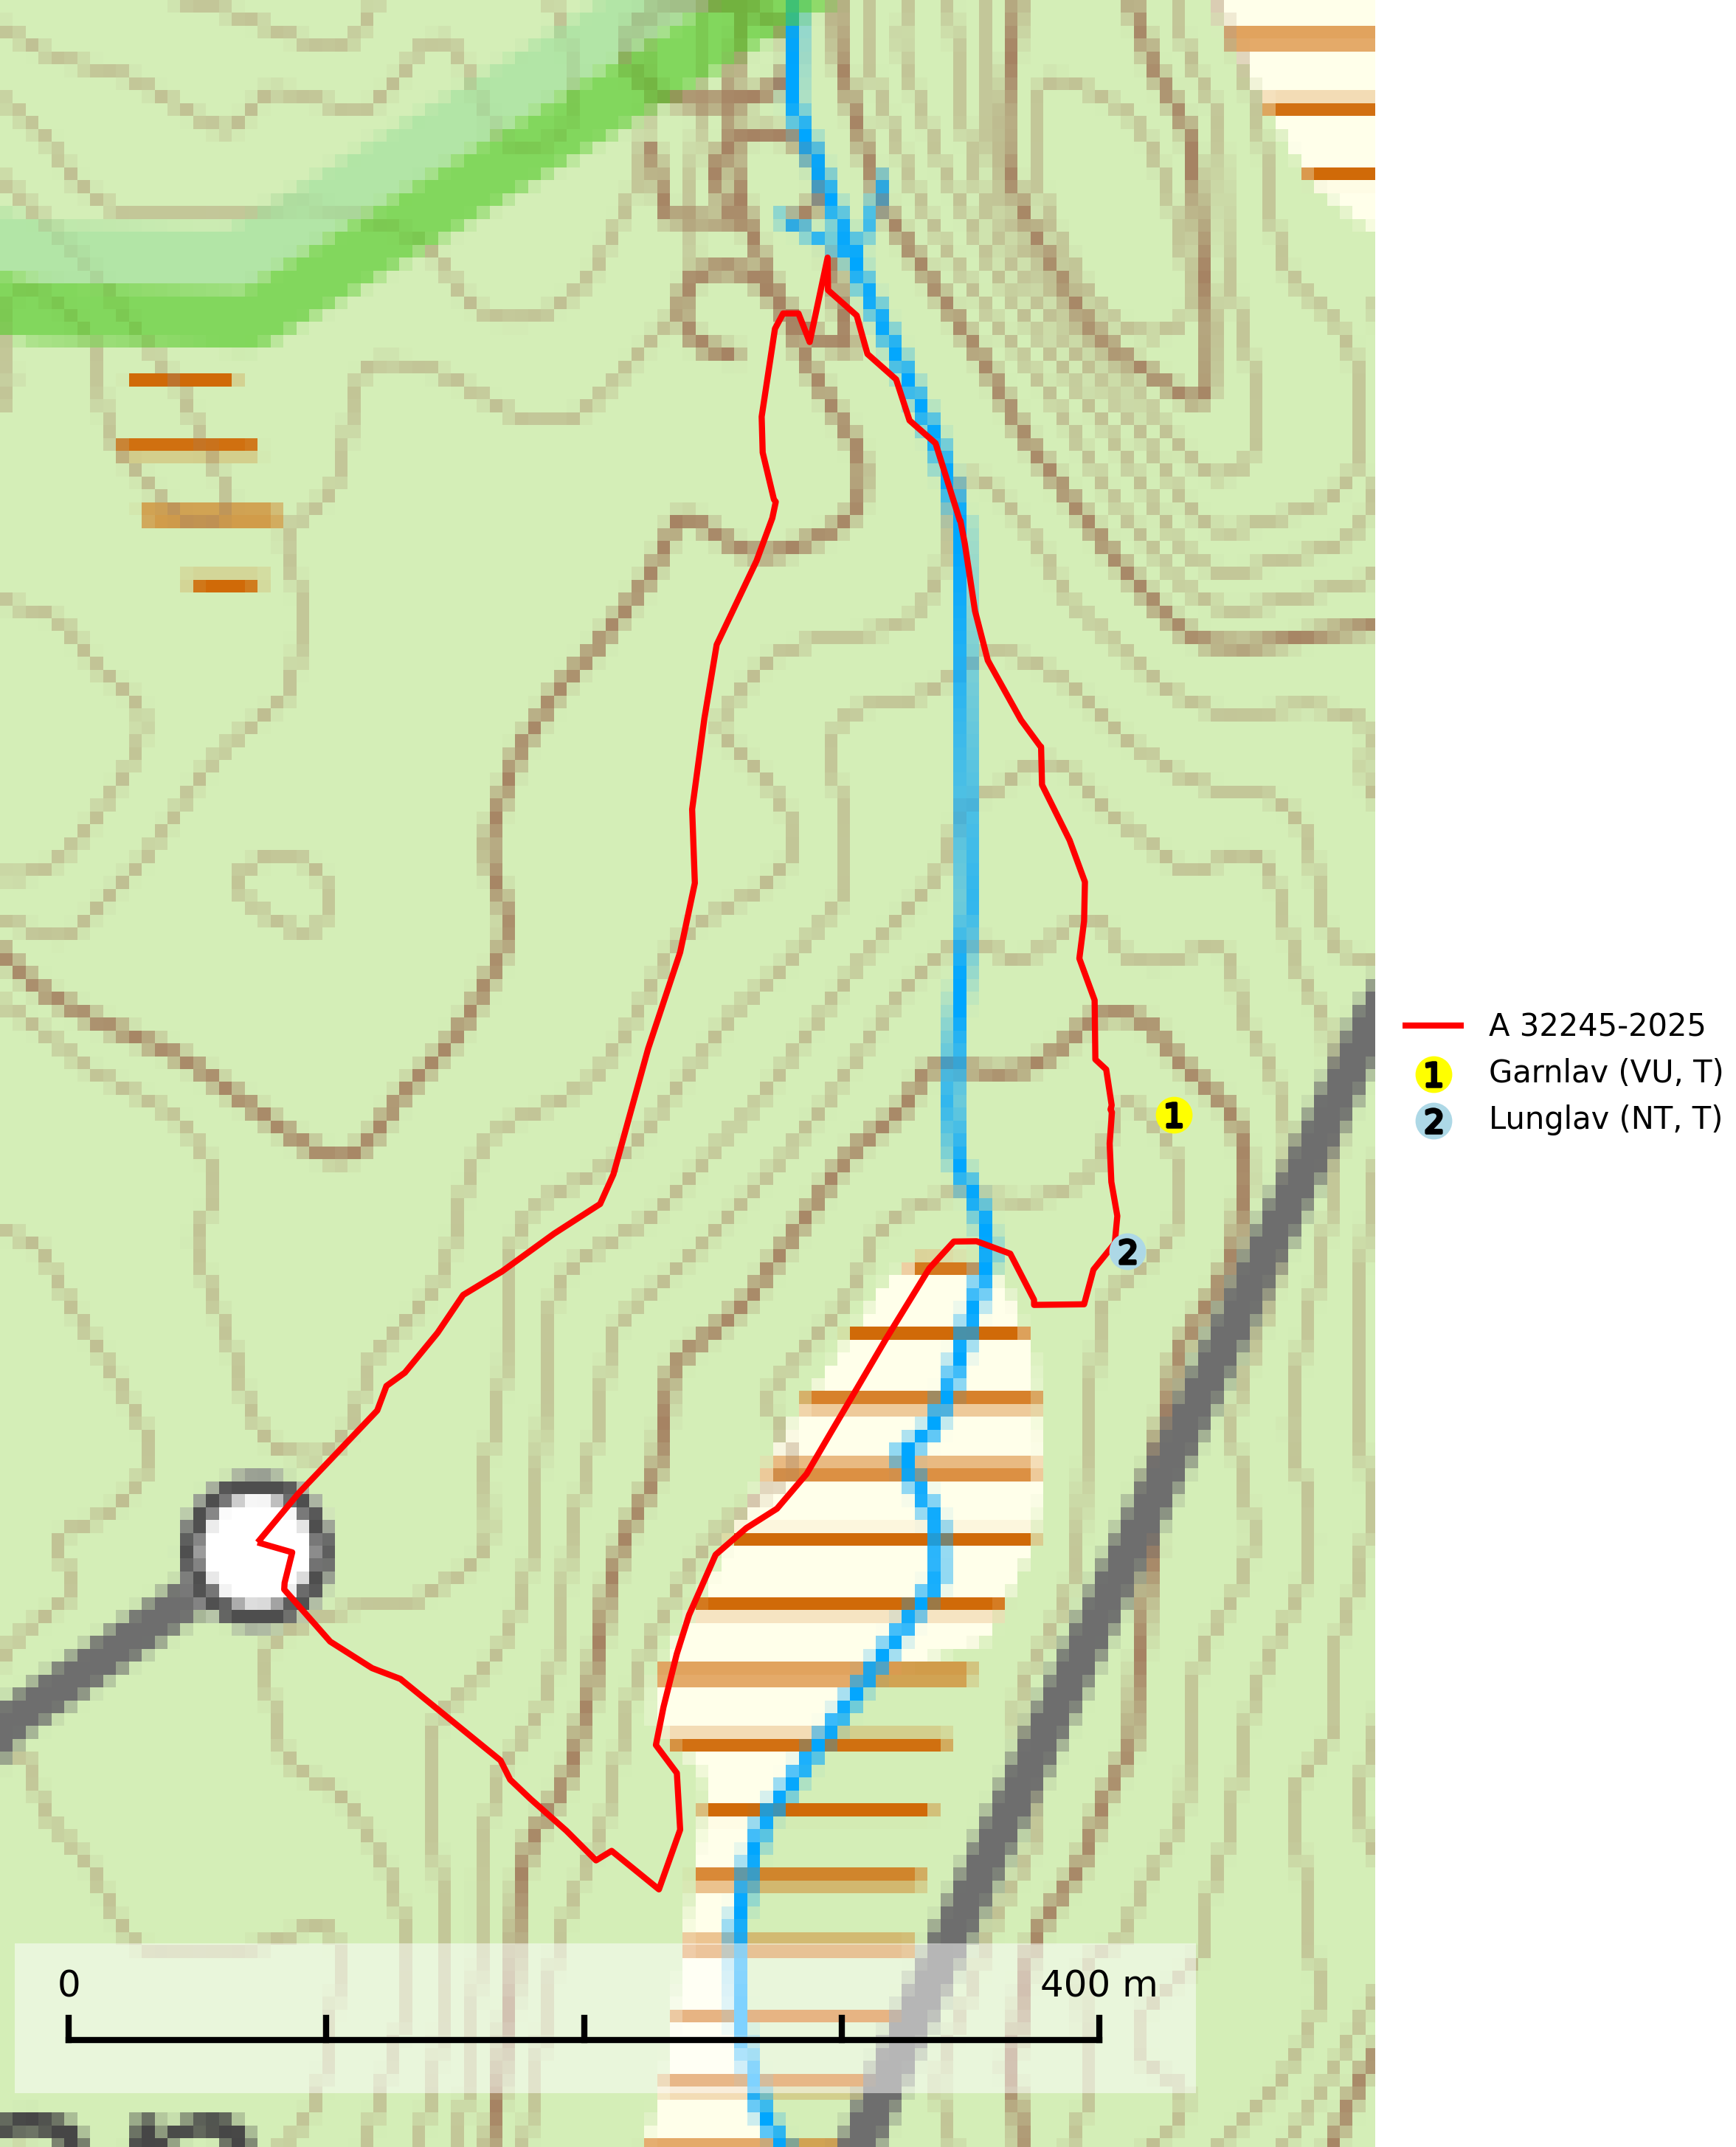 1
2
A 32245-2025
1 Garnlav (VU, T)
2 Lunglav (NT, T)
0 400 m